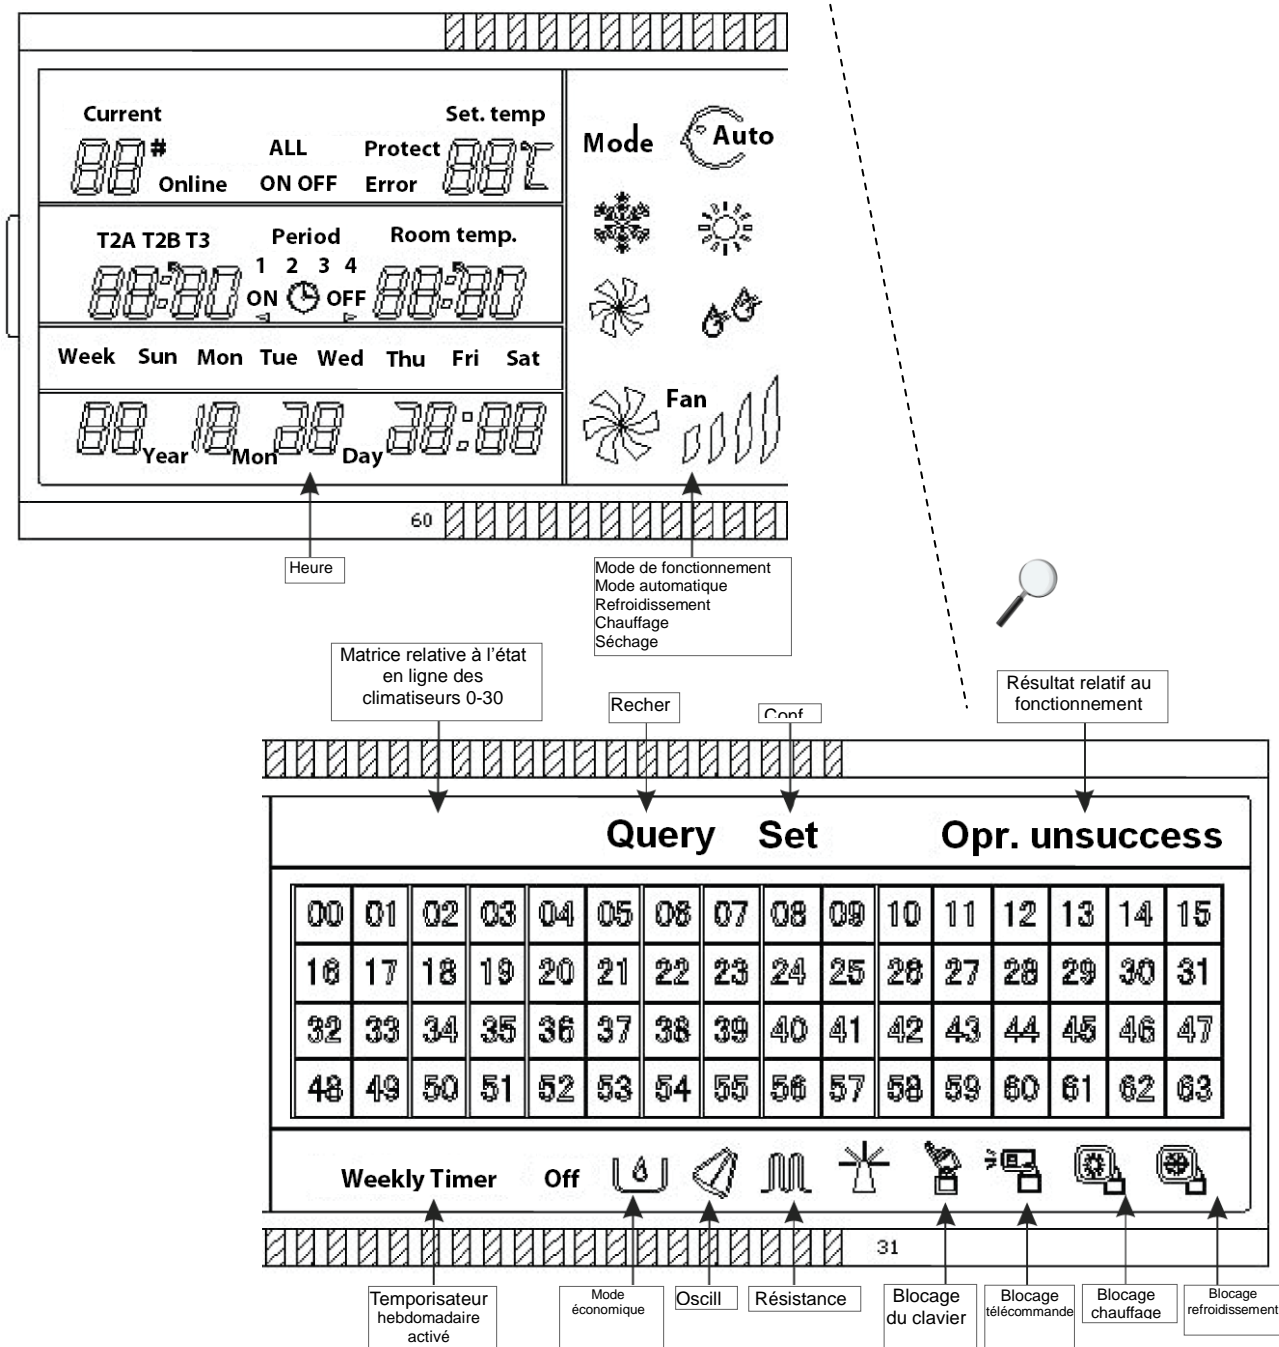 Current Set. temp
88 # ALL Protect 88 °C
Online ON OFF Error
Mode Auto
T2A T2B T3 Period Room temp.
1 2 3 4
88:80 ON OFF 88:80
Week Sun Mon Tue Wed Thu Fri Sat
Fan
88 Year 18 Mon 28 Day 28:88
60
Heure
Mode de fonctionnement
Mode automatique
Refroidissement
Chauffage
Séchage
Matrice relative à l'état
en ligne des
climatiseurs 0-30
Recher
Conf
Résultat relatif au
fonctionnement
Query Set Opr. unsuccess
00 01 02 03 04 05 06 07 08 09 10 11 12 13 14 15
16 17 18 19 20 21 22 23 24 25 26 27 28 29 30 31
32 33 34 35 36 37 38 39 40 41 42 43 44 45 46 47
48 49 50 51 52 53 54 55 56 57 58 59 60 61 62 63
Weekly Timer Off
31
Temporisateur
hebdomadaire
activé
Mode
économique
Oscill
Résistance
Blocage
du clavier
Blocage
télécommande
Blocage
chauffage
Blocage
refroidissement